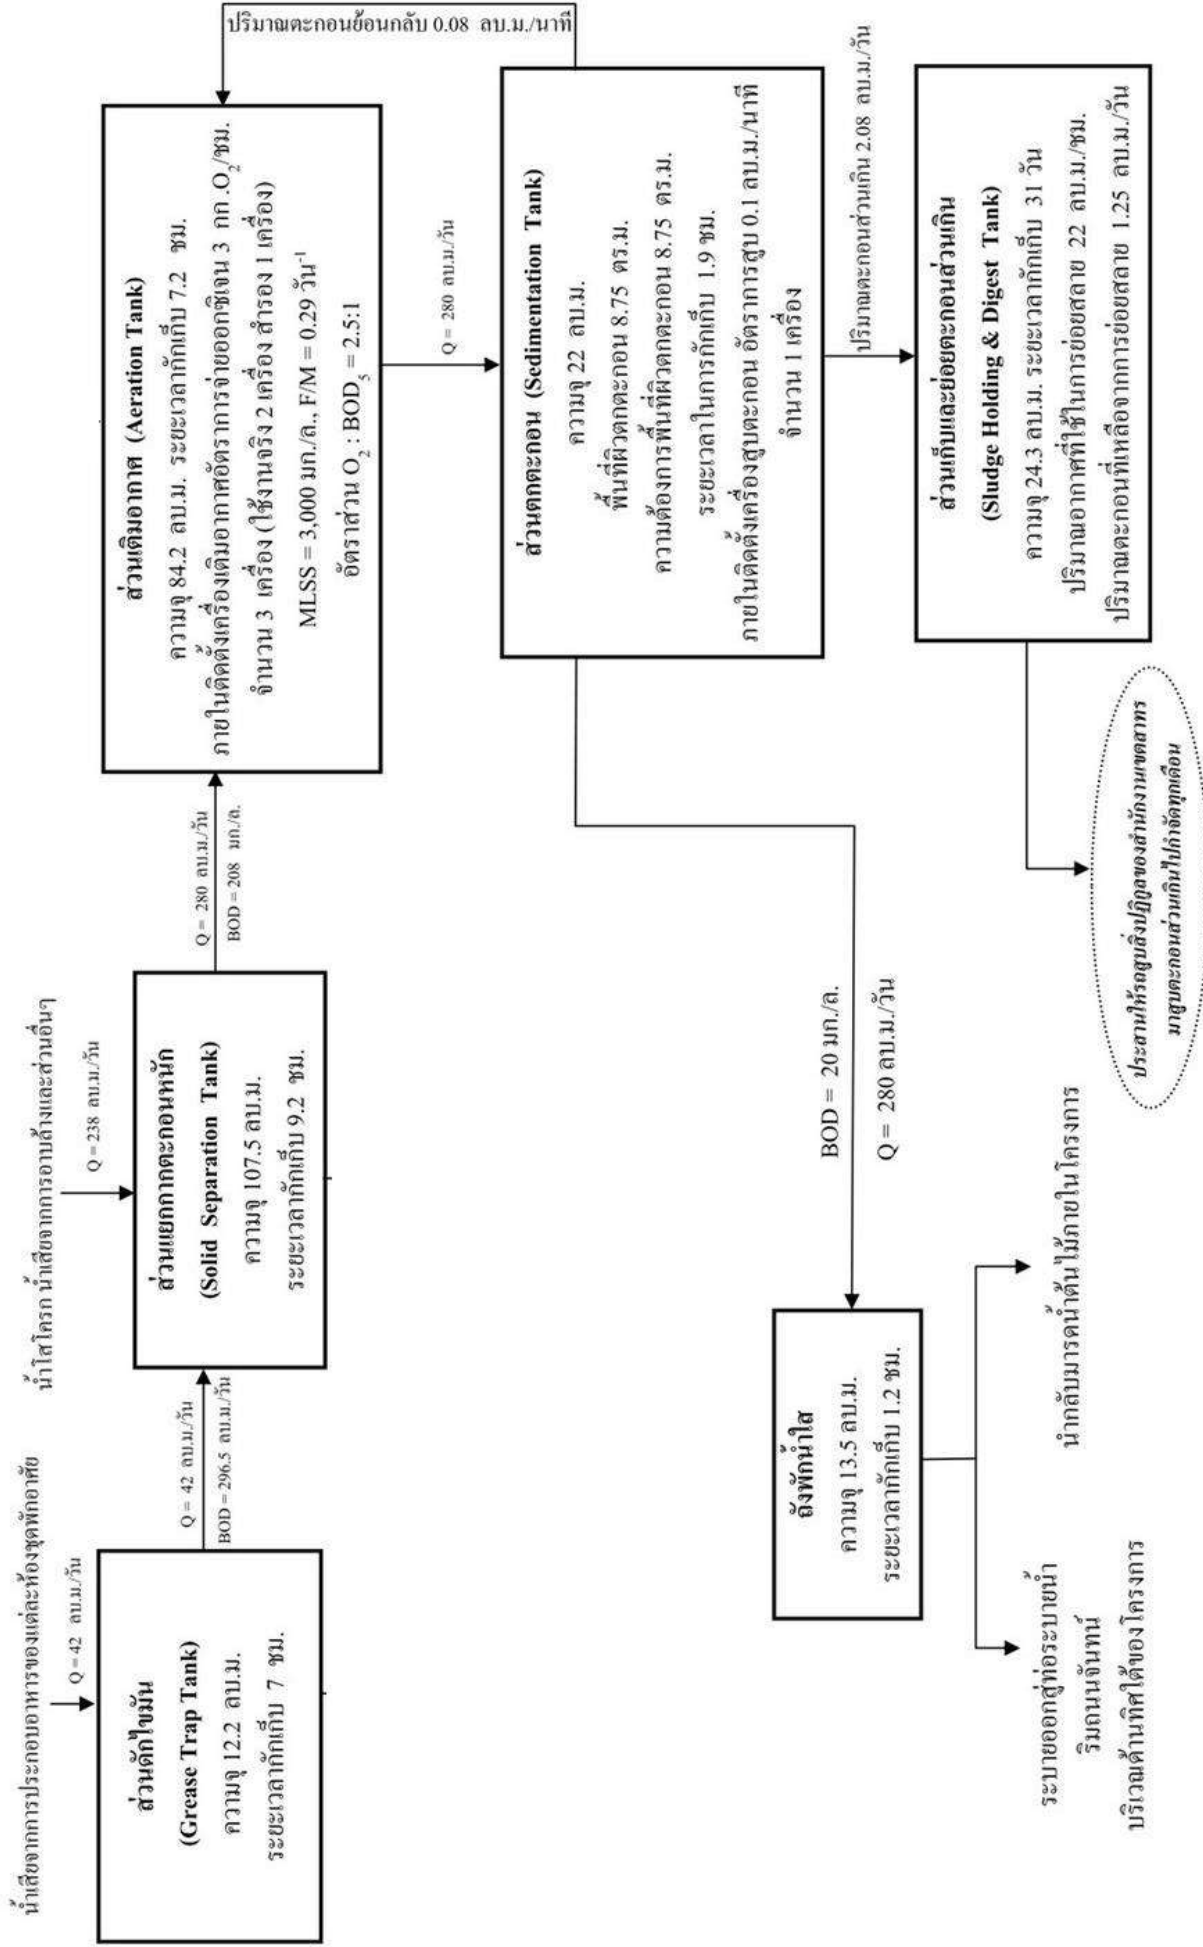 น้ำเสียจากการประกอบอาหารของแต่ละห้องชุดพักอาศัย
Q = 42 ลบ.ม./วัน
ส่วนดักไขมัน
(Grease Trap Tank)
ความจุ 12.2 ลบ.ม.
ระยะเวลากักเก็บ 7 ชม.
Q = 42 ลบ.ม./วัน
BOD = 296.5 ลบ.ม./วัน
น้ำโสโครก น้ำเสียจากการอาบล้างและส่วนอื่นๆ
Q = 238 ลบ.ม./วัน
ส่วนแยกกากตะกอนหนัก
(Solid Separation Tank)
ความจุ 107.5 ลบ.ม.
ระยะเวลากักเก็บ 9.2 ชม.
Q = 280 ลบ.ม./วัน
BOD = 208 มก./ล.
ส่วนเติมอากาศ (Aeration Tank)
ความจุ 84.2 ลบ.ม. ระยะเวลากักเก็บ 7.2 ชม.
ภายในติดตั้งเครื่องเติมอากาศอัตราการจ่ายออกซิเจน 3 กก.O₂/ชม.
จำนวน 3 เครื่อง (ใช้งานจริง 2 เครื่อง สำรอง 1 เครื่อง)
MLSS = 3,000 มก./ล., F/M = 0.29 วัน⁻¹
อัตราส่วน O₂ : BOD₅ = 2.5:1
ปริมาณตะกอนย้อนกลับ 0.08 ลบ.ม./นาที
Q = 280 ลบ.ม./วัน
ส่วนตกตะกอน (Sedimentation Tank)
ความจุ 22 ลบ.ม.
พื้นที่ผิวตกตะกอน 8.75 ตร.ม.
ความต้องการพื้นที่ผิวตกตะกอน 8.75 ตร.ม.
ระยะเวลาในการกักเก็บ 1.9 ชม.
ภายในติดตั้งเครื่องสูบตะกอน อัตราการสูบ 0.1 ลบ.ม./นาที
จำนวน 1 เครื่อง
ปริมาณตะกอนส่วนเกิน 2.08 ลบ.ม./วัน
ส่วนเก็บและย่อยตะกอนส่วนเกิน
(Sludge Holding & Digest Tank)
ความจุ 24.3 ลบ.ม. ระยะเวลากักเก็บ 31 วัน
ปริมาณอากาศที่ใช้ในการย่อยสลาย 22 ลบ.ม./ชม.
ปริมาณตะกอนที่เหลือจากการย่อยสลาย 1.25 ลบ.ม./วัน
ประสานให้รถสูบสิ่งปฏิกูลของสำนักงานเขตสาทร
มาสูบตะกอนส่วนเกินไปกำจัดทุกเดือน
BOD = 20 มก./ล.
Q = 280 ลบ.ม./วัน
ถังพักน้ำใส
ความจุ 13.5 ลบ.ม.
ระยะเวลากักเก็บ 1.2 ชม.
ระบายออกสู่ท่อระบายน้ำ
ริมถนนจันทน์
บริเวณด้านทิศใต้ของโครงการ
นำกลับมารดน้ำต้นไม้ภายในโครงการ